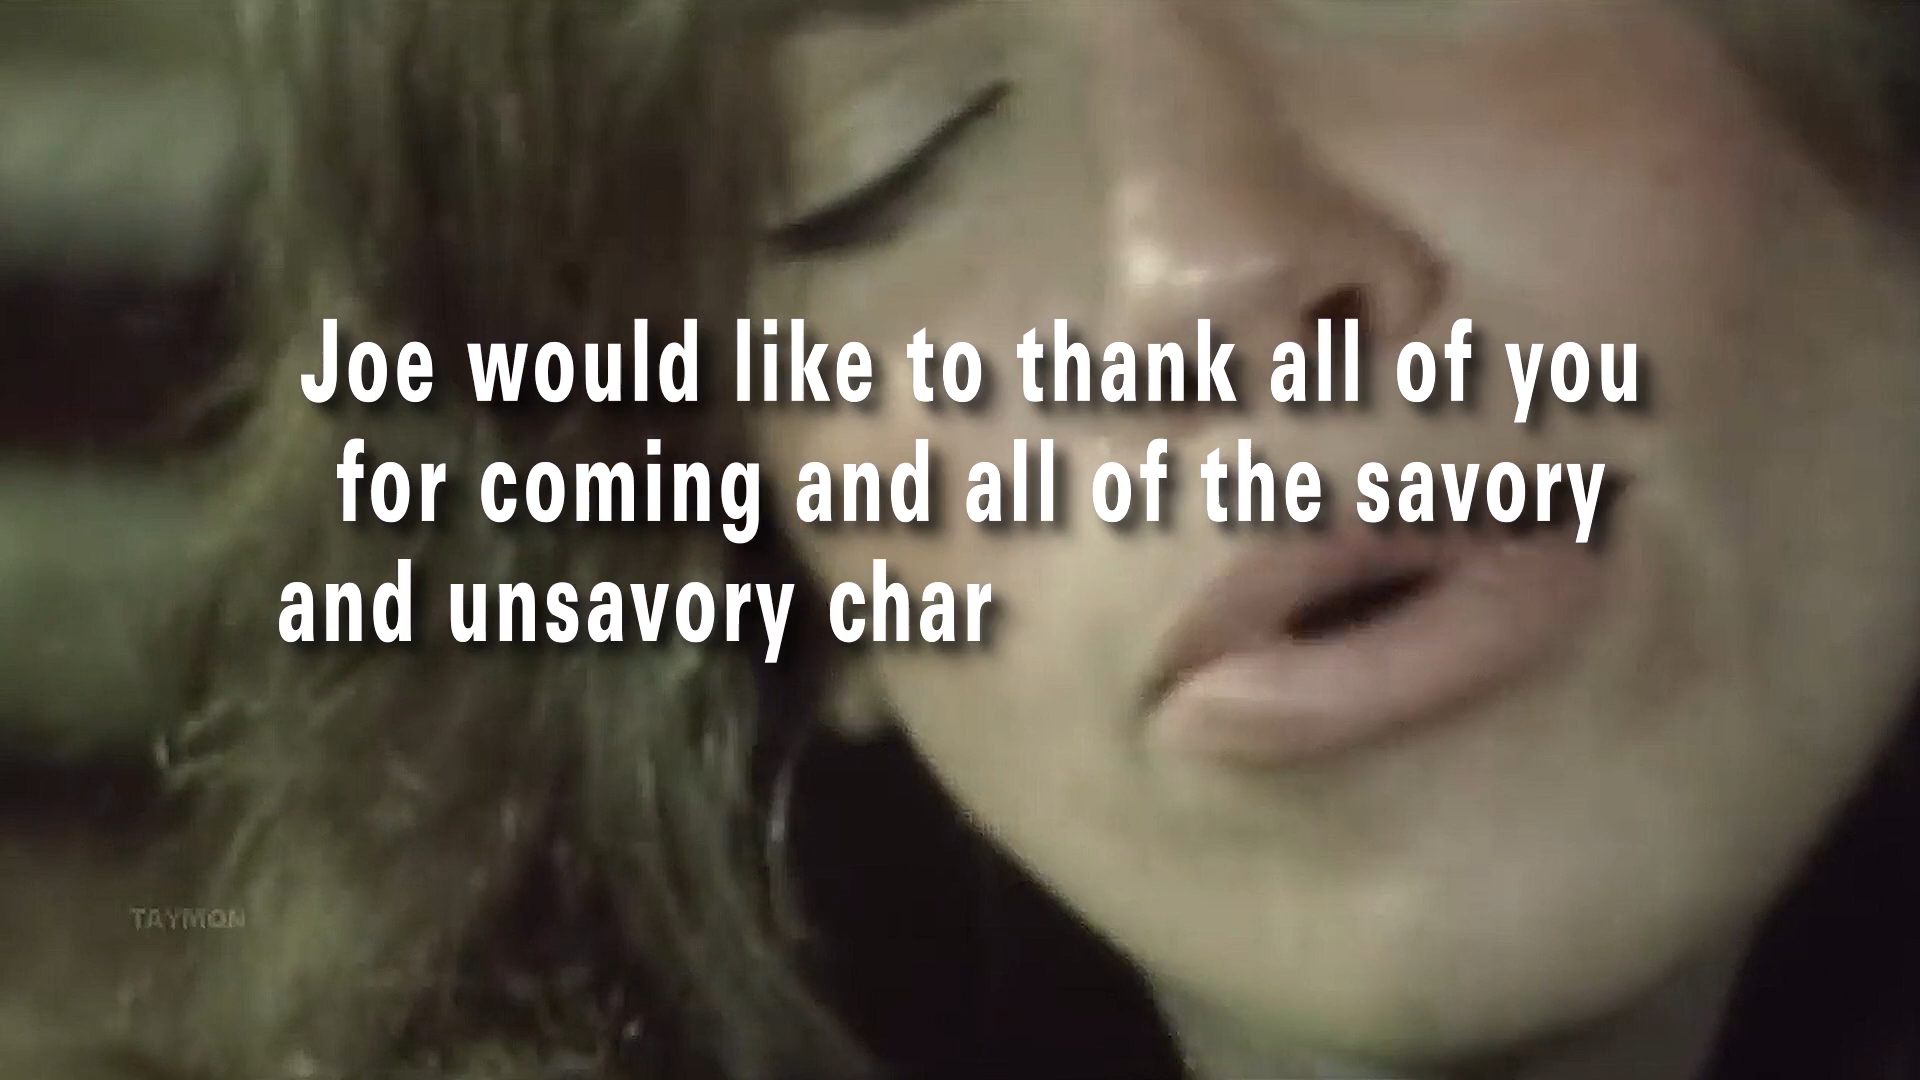 Joe would like to thank all of you
for coming and all of the savory
and unsavory char
TAYMON